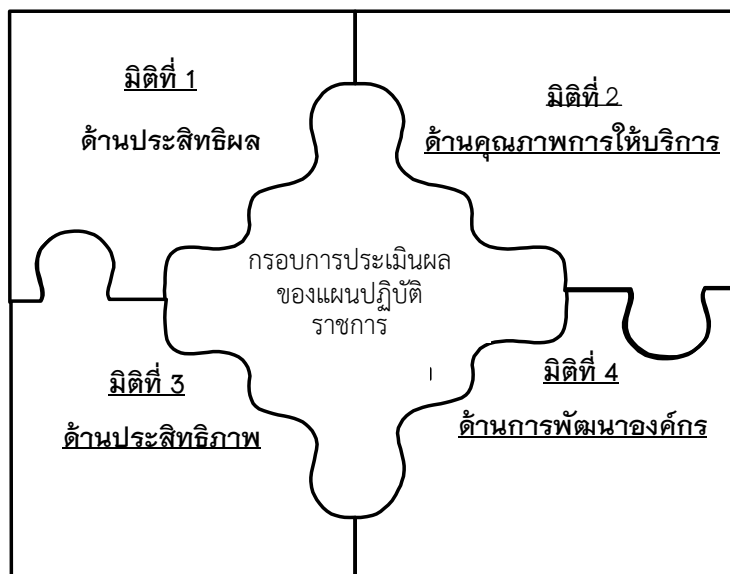 มิติที่ 1
ด้านประสิทธิผล
มิติที่ 2
ด้านคุณภาพการให้บริการ
กรอบการประเมินผล
ของแผนปฏิบัติ
ราชการ
มิติที่ 3
ด้านประสิทธิภาพ
มิติที่ 4
ด้านการพัฒนาองค์กร